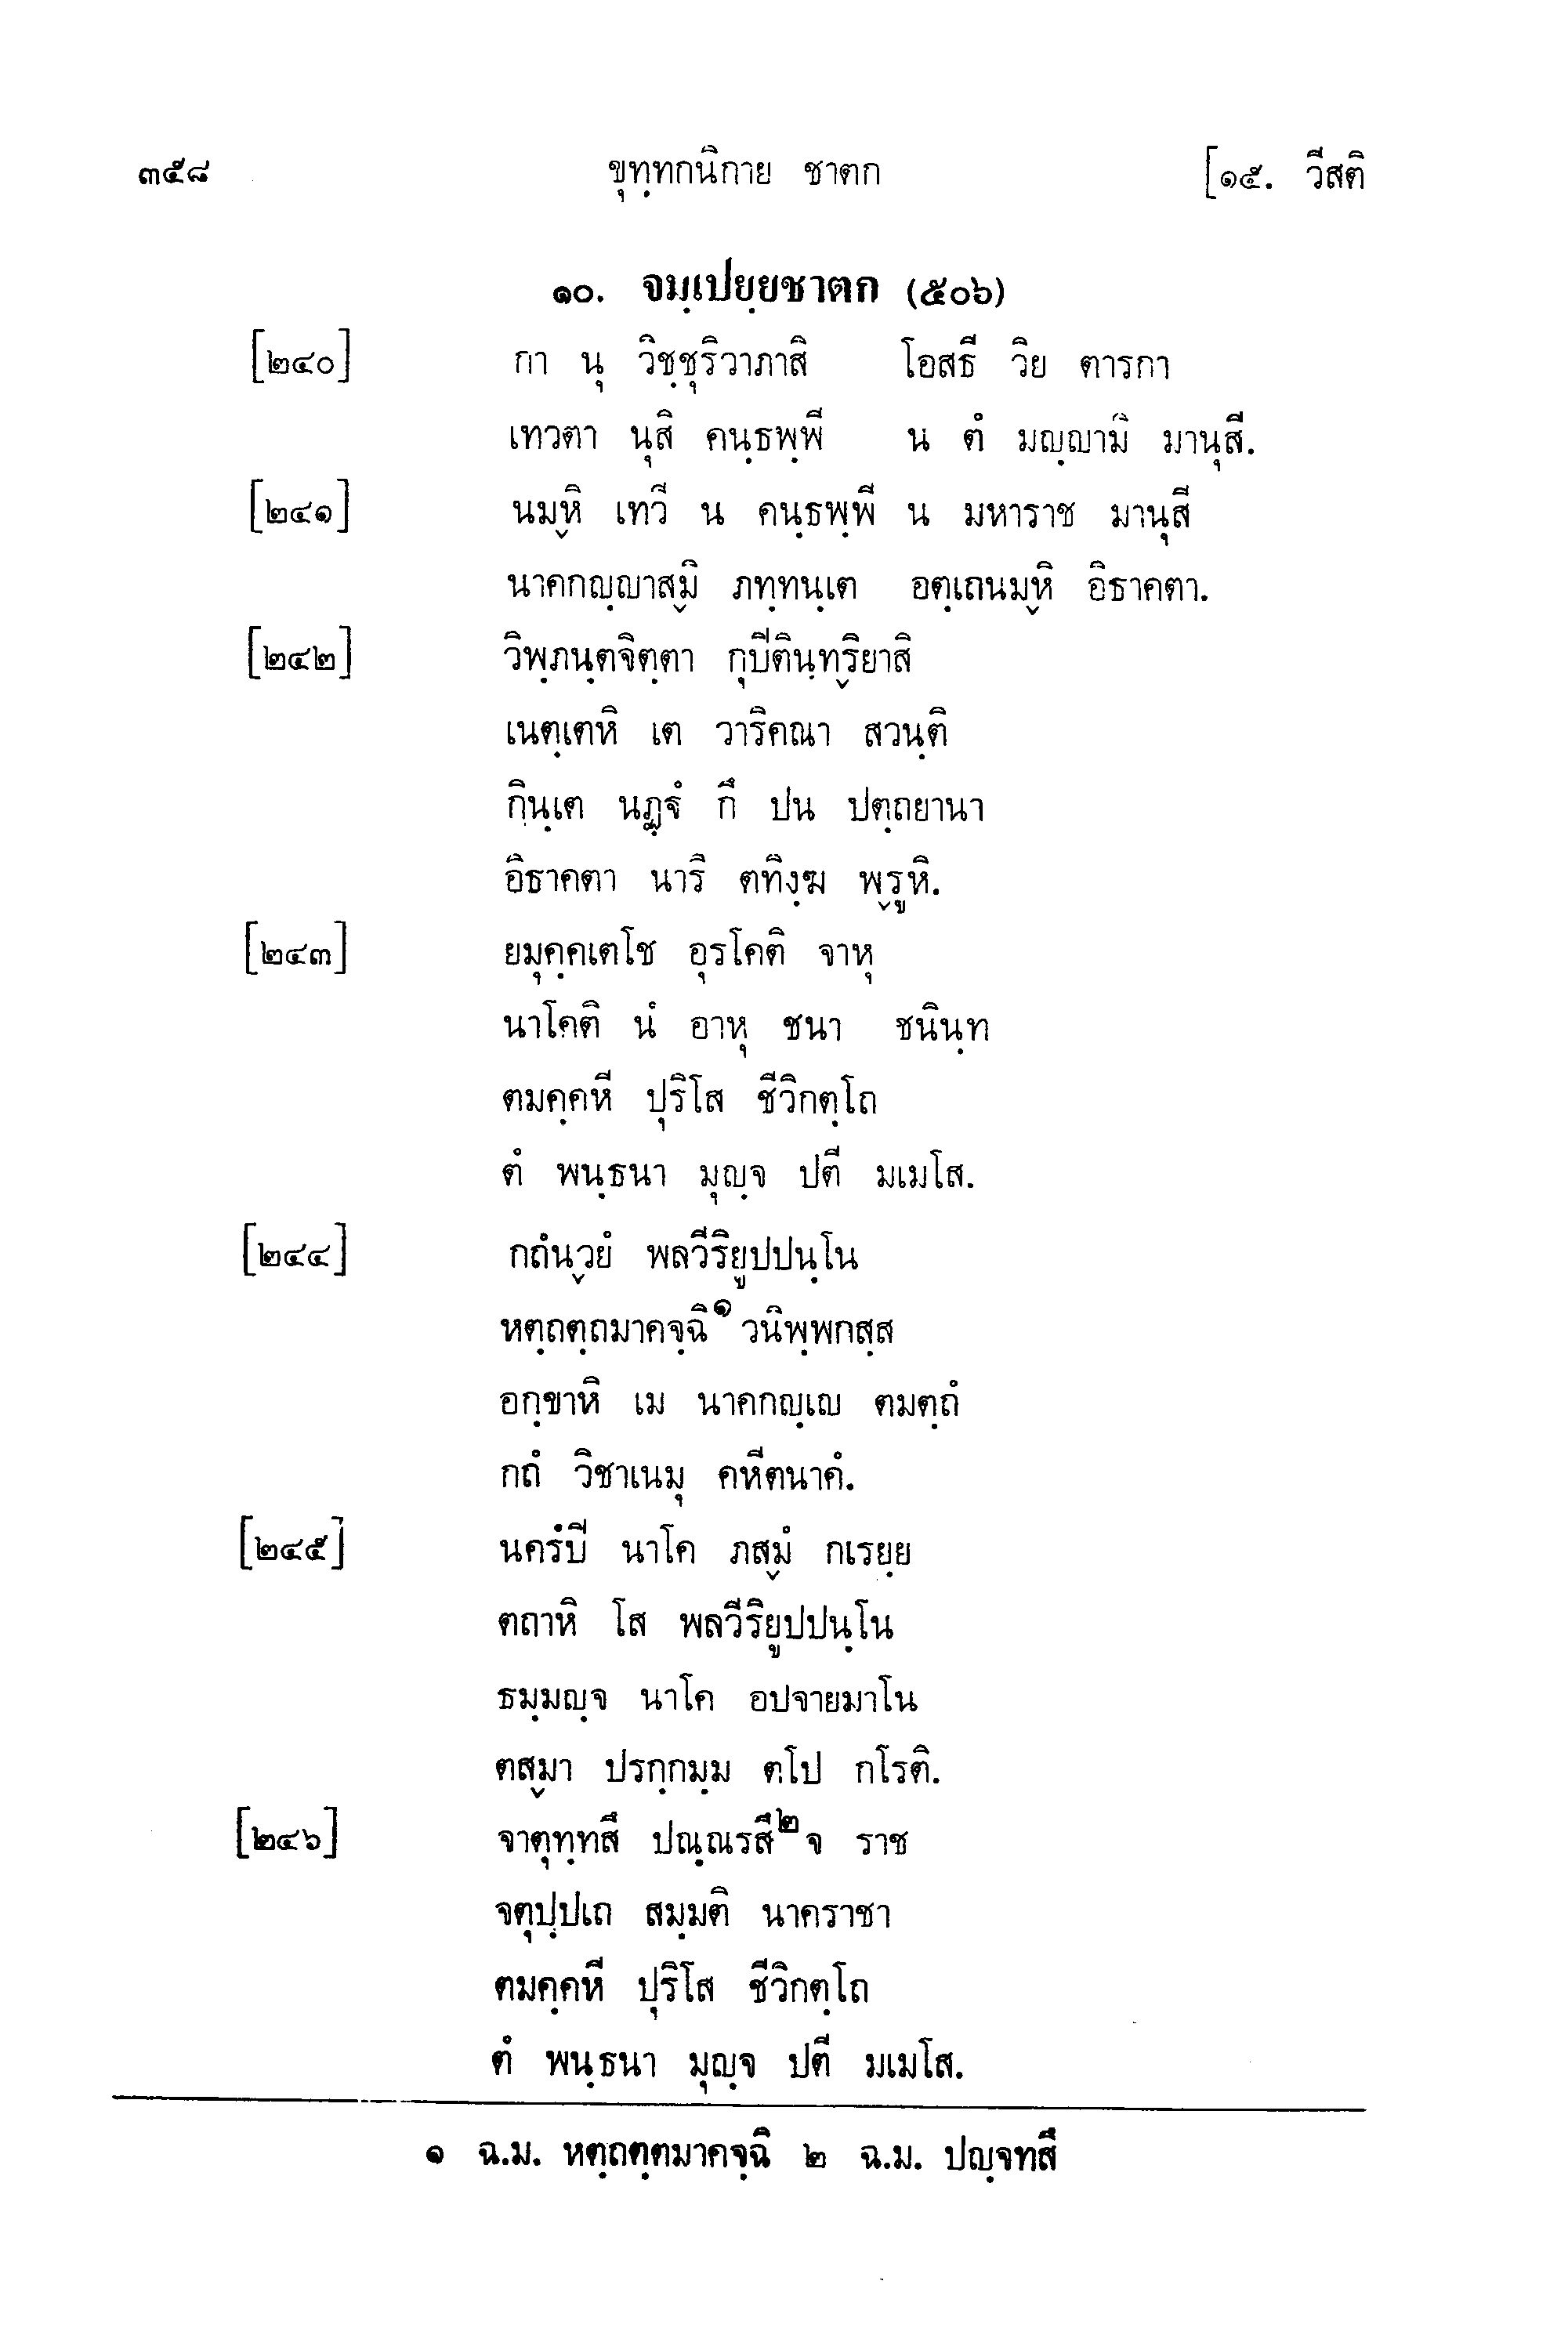 ๓๕๘ ขุทฺทกนิกาย ชาตก [๑๕. วีสติ
๑๐. จมฺเปยฺยชาตก (๕๐๖)
[๒๔๐] กา นุ วิชฺชุริวาภาสิ โอสธี วิย ตารกา
เทวตา นุสิ คนฺธพฺพี น ตํ มญฺญามิ มานุสี.
[๒๔๑] นมฺหิ เทวี น คนฺธพฺพี น มหาราช มานุสี
นาคกญฺญาสฺมิ ภทฺทนฺเต อตฺเถนมฺหิ อิธาคตา.
[๒๔๒] วิพฺภนฺตจิตฺตา กุปิตินฺทฺริยาสิ
เนตฺเตหิ เต วาริคณา สวนฺติ
กินฺเต นฏฺฐํ กึ ปน ปตฺถยานา
อิธาคตา นาริ ตทิงฺฆ พฺรูหิ.
[๒๔๓] ยมุคฺคเตโช อุรโคติ จาหุ
นาโคติ นํ อาหุ ชนา ชนินฺท
ตมคฺคหี ปุริโส ชีวิกตฺโถ
ตํ พนฺธนา มุญฺจ ปตี มเมโส.
[๒๔๔] กถํนฺวยํ พลวีริยูปปนฺโน
หตฺถตฺถมาคจฺฉิ๑ วนิพฺพกสฺส
อกฺขาหิ เม นาคกญฺเญ ตมตฺถํ
กถํ วิชาเนมุ คหีตนาคํ.
[๒๔๕] นครํปิ นาโค ภสฺมํ กเรยฺย
ตถาหิ โส พลวีริยูปปนฺโน
ธมฺมญฺจ นาโค อปจายมาโน
ตสฺมา ปรกฺกมฺม ตโป กโรติ.
[๒๔๖] จาตุทฺทสึ ปณฺณรสึ๒ จ ราช
จตุปฺปเถ สมฺมติ นาคราชา
ตมคฺคหี ปุริโส ชีวิกตฺโถ
ตํ พนฺธนา มุญฺจ ปตี มเมโส.
๑ ฉ.ม. หตฺถตฺตมาคจฺฉิ ๒ ฉ.ม. ปญฺจทสึ